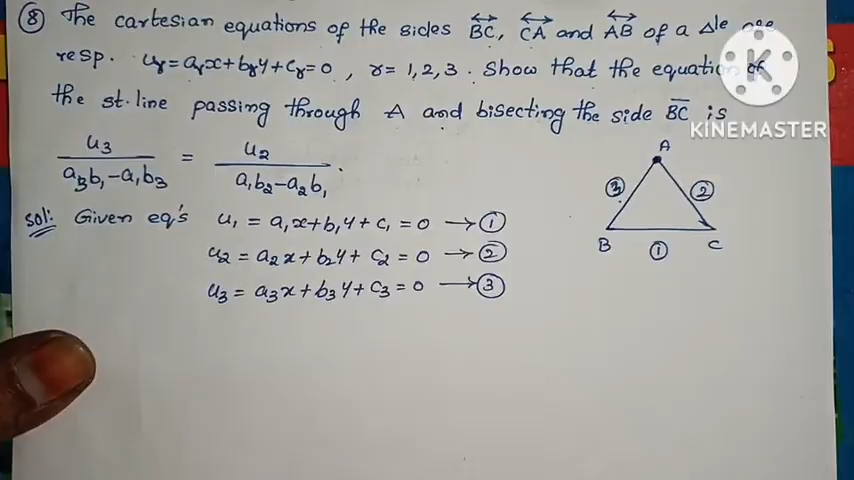 ⑧ The cartesian equations of the sides BC, CA and AB of a Δle are
resp. uᵣ = aᵣx + bᵣy + cᵣ = 0 , r = 1, 2, 3 . Show that the equation of
the st. line passing through A and bisecting the side BC is
u₃ / (a₃b₁ - a₁b₃) = u₂ / (a₁b₂ - a₂b₁) .
Sol: Given eq's u₁ = a₁x + b₁y + c₁ = 0 → ①
u₂ = a₂x + b₂y + c₂ = 0 → ②
u₃ = a₃x + b₃y + c₃ = 0 → ③
A
③ ②
B ① C
KINEMASTER